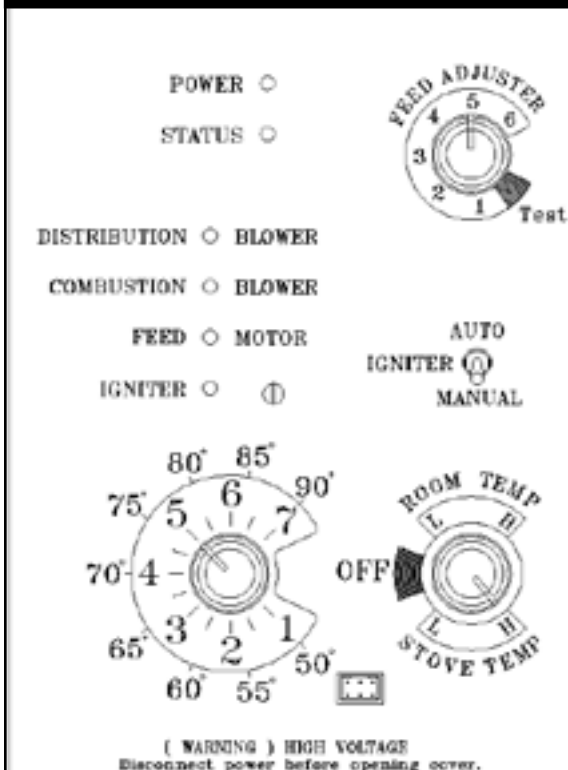 POWER
STATUS
FEED ADJUSTER
1 2 3 4 5 6
Test
DISTRIBUTION BLOWER
COMBUSTION BLOWER
FEED MOTOR
IGNITER
AUTO
IGNITER
MANUAL
50° 55° 60° 65° 70° 75° 80° 85° 90°
1 2 3 4 5 6 7
ROOM TEMP
L H
OFF
L H
STOVE TEMP
( WARNING ) HIGH VOLTAGE
Disconnect power before opening cover.